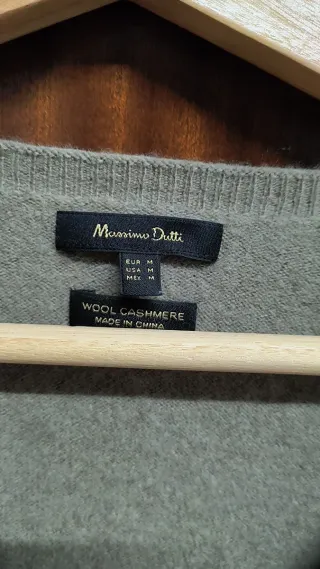 Massimo Dutti
EUR M
USA M
MEX M
WOOL CASHMERE
MADE IN CHINA